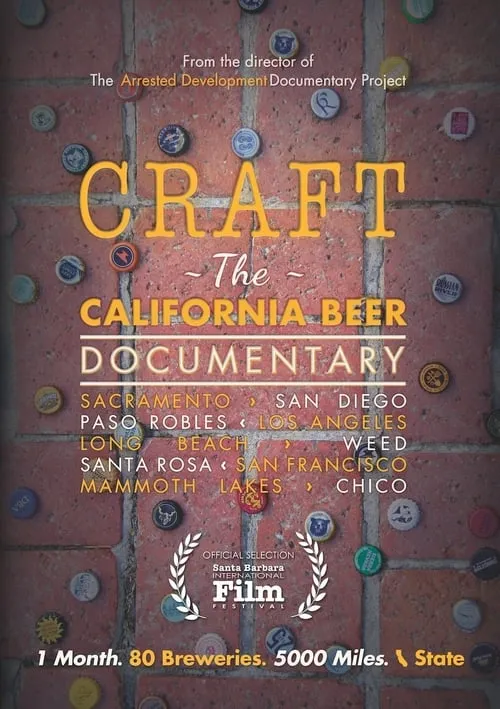 From the director of
The Arrested Development Documentary Project
CRAFT
~ The ~
CALIFORNIA BEER
DOCUMENTARY
SACRAMENTO › SAN DIEGO
PASO ROBLES ‹ LOS ANGELES
LONG BEACH › WEED
SANTA ROSA ‹ SAN FRANCISCO
MAMMOTH LAKES › CHICO
OFFICIAL SELECTION
Santa Barbara
INTERNATIONAL
Film
FESTIVAL
1 Month. 80 Breweries. 5000 Miles. State